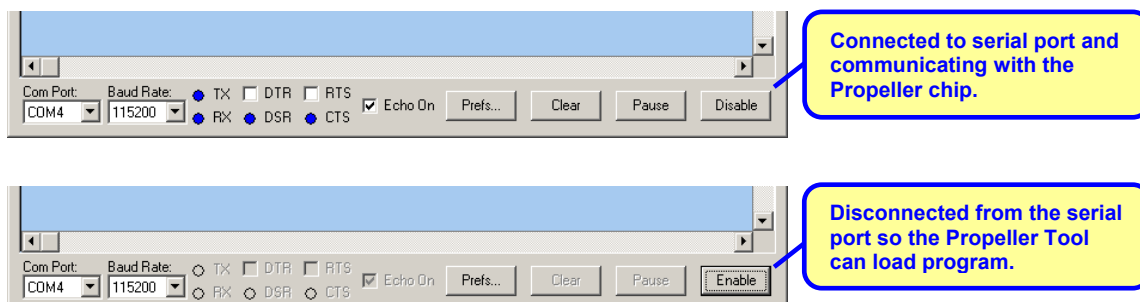 Connected to serial port and
communicating with the
Propeller chip.
Com Port: Baud Rate: TX DTR RTS
COM4 115200 RX DSR CTS Echo On Prefs... Clear Pause Disable
Disconnected from the serial
port so the Propeller Tool
can load program.
Com Port: Baud Rate: TX DTR RTS
COM4 115200 RX DSR CTS Echo On Prefs... Clear Pause Enable